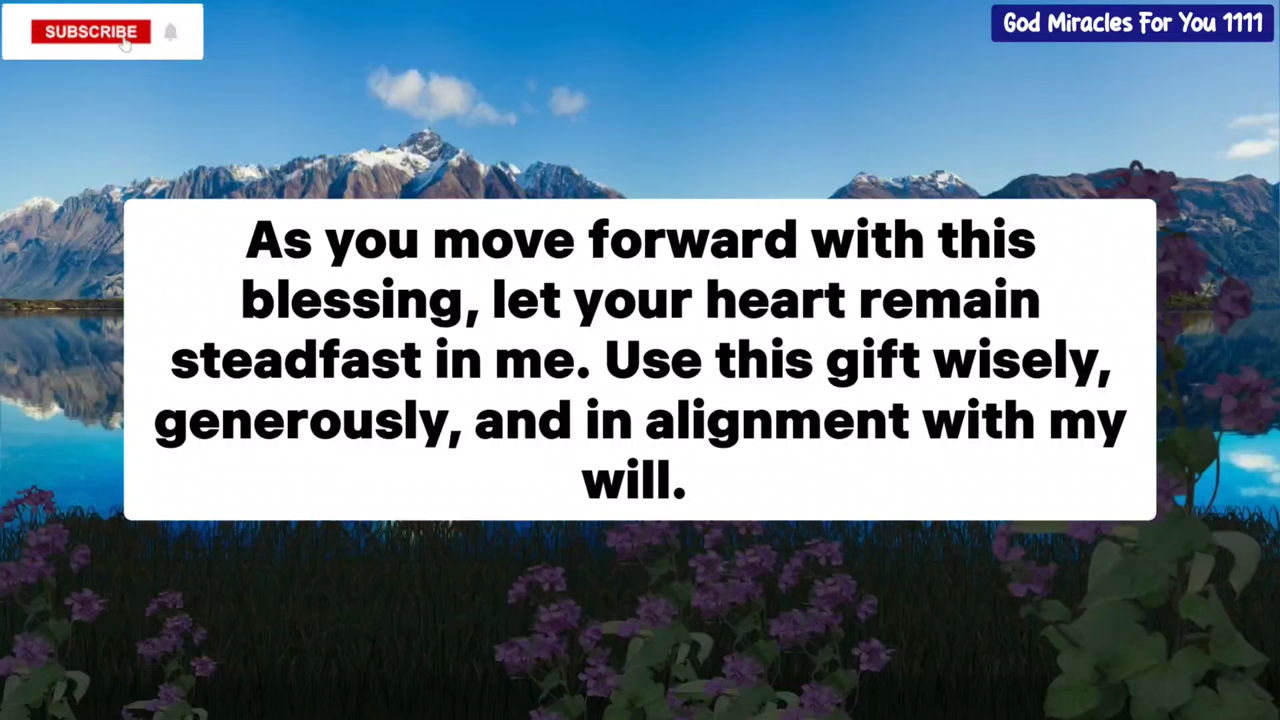 SUBSCRIBE
God Miracles For You 1111
As you move forward with this
blessing, let your heart remain
steadfast in me. Use this gift wisely,
generously, and in alignment with my
will.